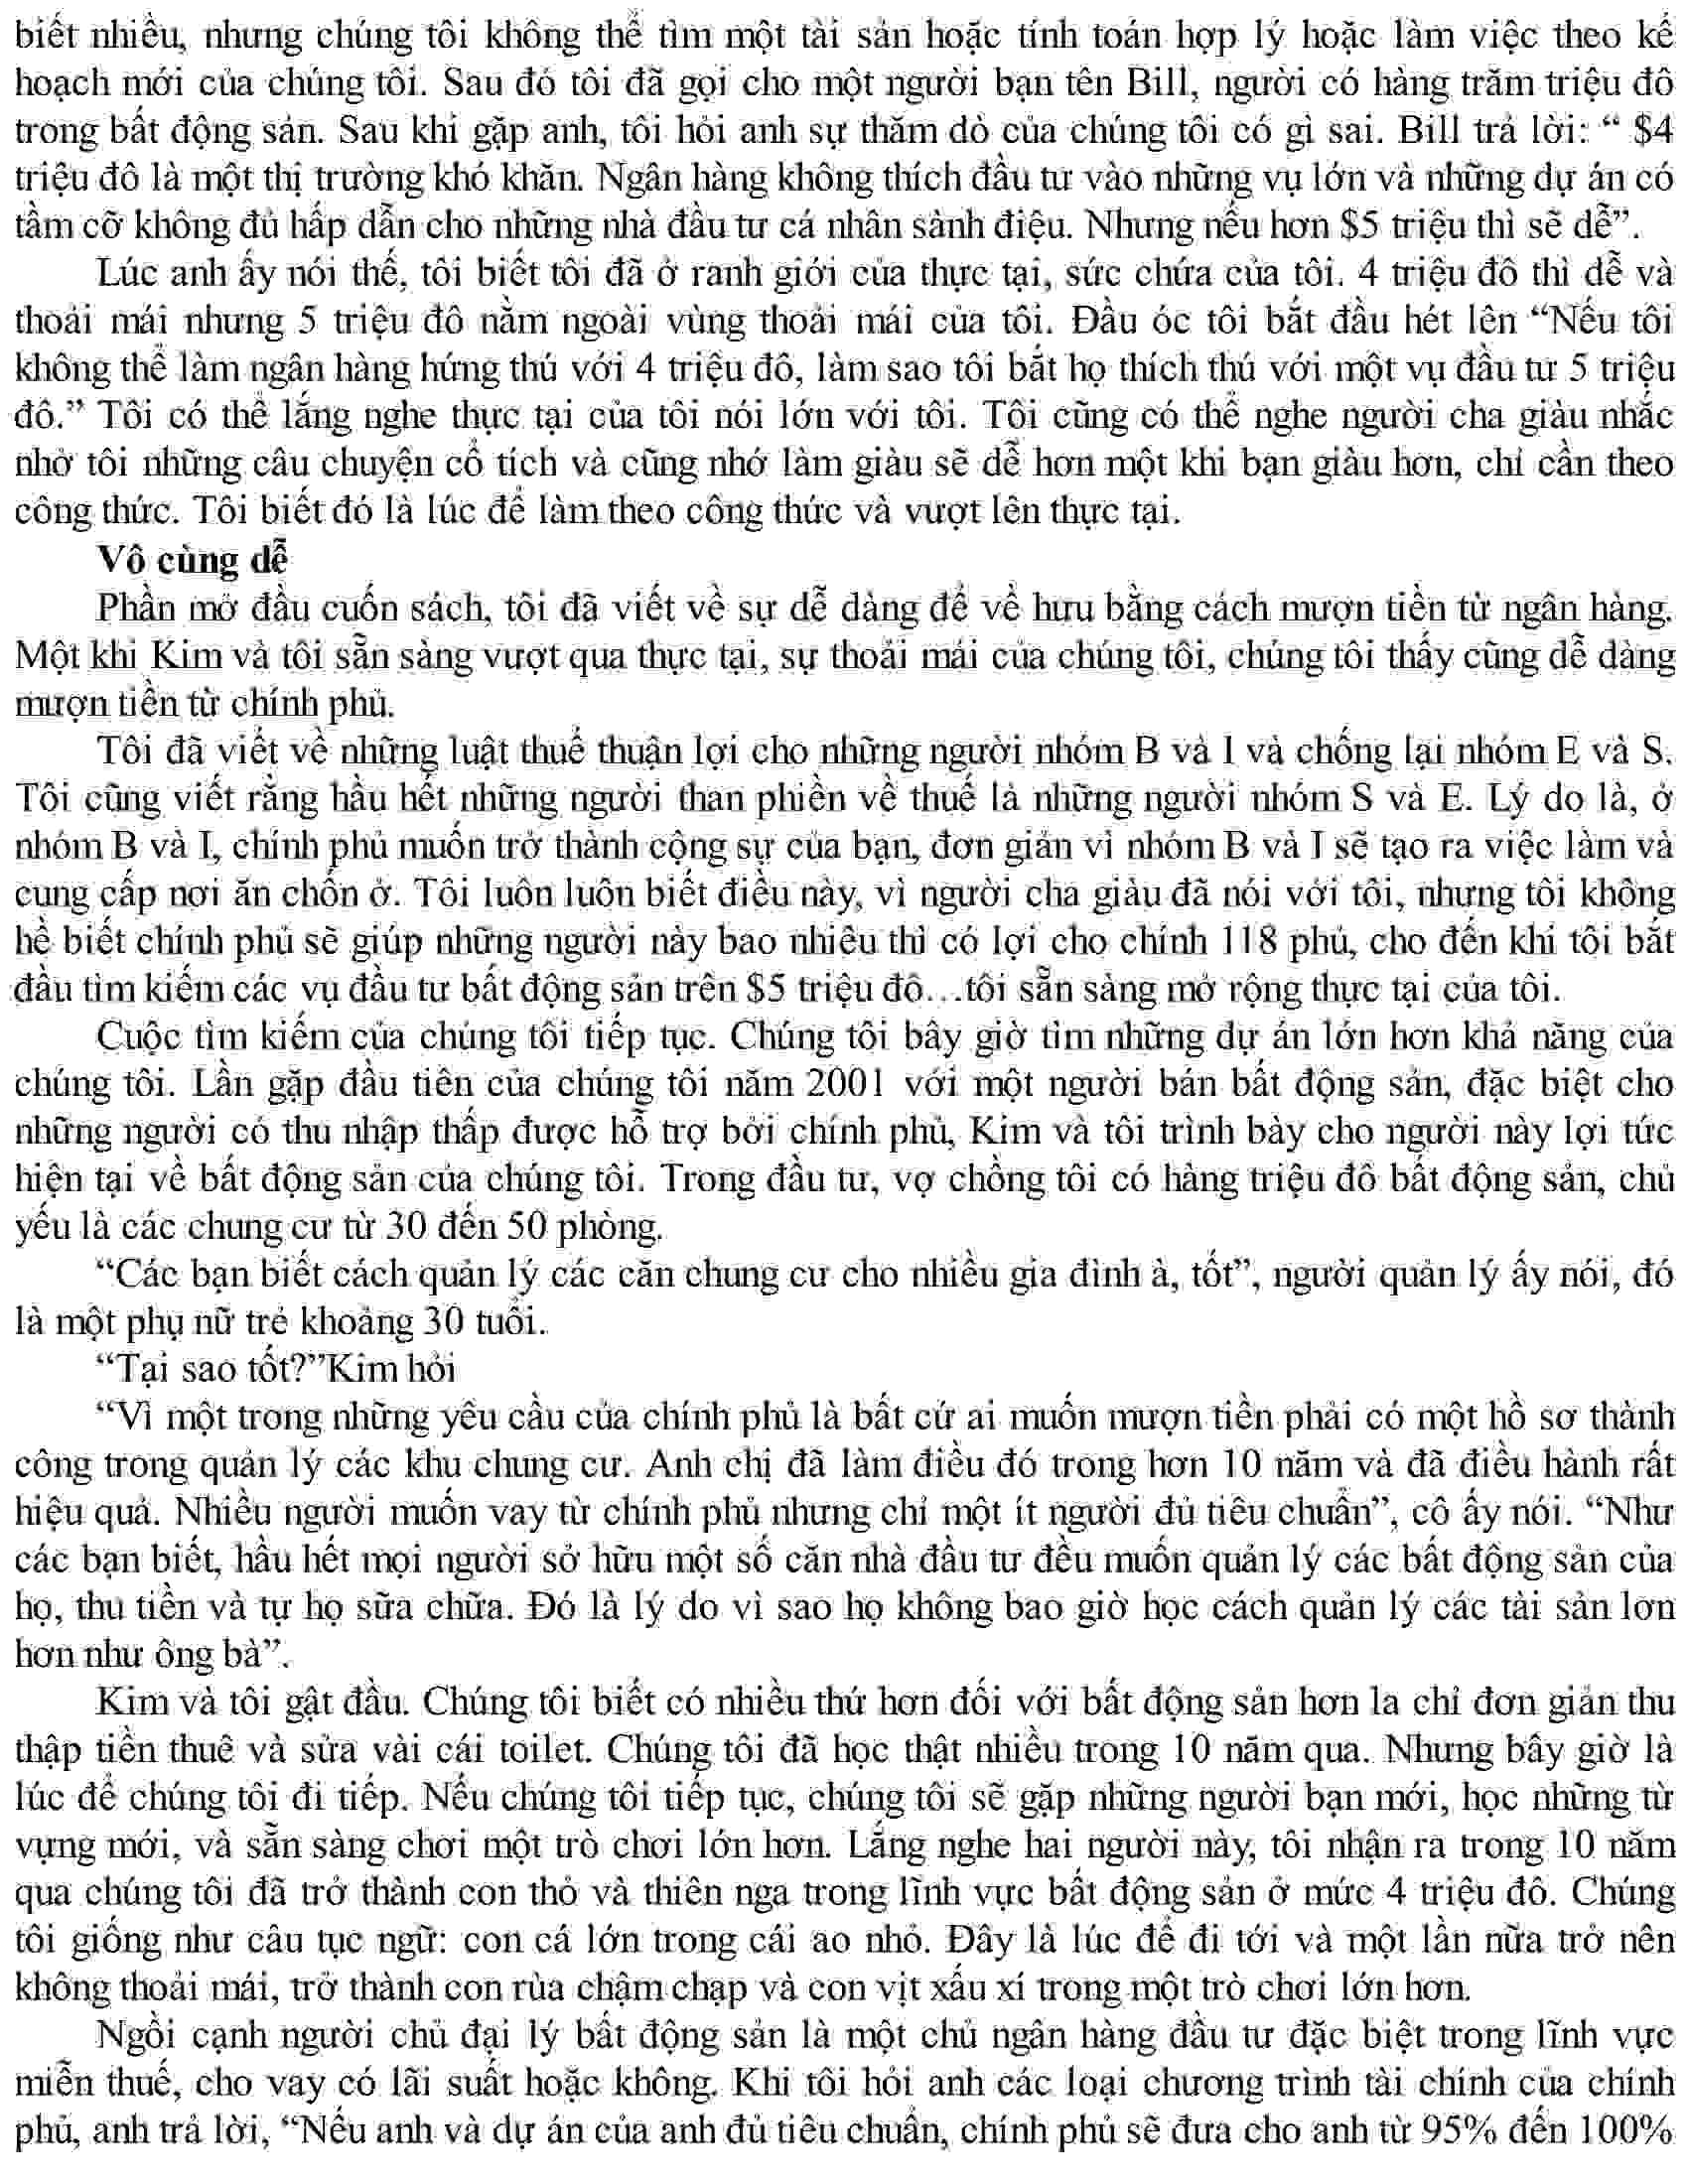 biết nhiều, nhưng chúng tôi không thể tìm một tài sản hoặc tính toán hợp lý hoặc làm việc theo kế
hoạch mới của chúng tôi. Sau đó tôi đã gọi cho một người bạn tên Bill, người có hàng trăm triệu đô
trong bất động sản. Sau khi gặp anh, tôi hỏi anh sự thăm dò của chúng tôi có gì sai. Bill trả lời: “ $4
triệu đô là một thị trường khó khăn. Ngân hàng không thích đầu tư vào những vụ lớn và những dự án có
tầm cỡ không đủ hấp dẫn cho những nhà đầu tư cá nhân sành điệu. Nhưng nếu hơn $5 triệu thì sẽ dễ”.
Lúc anh ấy nói thế, tôi biết tôi đã ở ranh giới của thực tại, sức chứa của tôi. 4 triệu đô thì dễ và
thoải mái nhưng 5 triệu đô nằm ngoài vùng thoải mái của tôi. Đầu óc tôi bắt đầu hét lên “Nếu tôi
không thể làm ngân hàng hứng thú với 4 triệu đô, làm sao tôi bắt họ thích thú với một vụ đầu tư 5 triệu
đô.” Tôi có thể lắng nghe thực tại của tôi nói lớn với tôi. Tôi cũng có thể nghe người cha giàu nhắc
nhở tôi những câu chuyện cổ tích và cũng nhớ làm giàu sẽ dễ hơn một khi bạn giàu hơn, chỉ cần theo
công thức. Tôi biết đó là lúc để làm theo công thức và vượt lên thực tại.
Vô cùng dễ
Phần mở đầu cuốn sách, tôi đã viết về sự dễ dàng để về hưu bằng cách mượn tiền từ ngân hàng.
Một khi Kim và tôi sẵn sàng vượt qua thực tại, sự thoải mái của chúng tôi, chúng tôi thấy cũng dễ dàng
mượn tiền từ chính phủ.
Tôi đã viết về những luật thuế thuận lợi cho những người nhóm B và I và chống lại nhóm E và S.
Tôi cũng viết rằng hầu hết những người than phiền về thuế là những người nhóm S và E. Lý do là, ở
nhóm B và I, chính phủ muốn trở thành cộng sự của bạn, đơn giản vì nhóm B và I sẽ tạo ra việc làm và
cung cấp nơi ăn chốn ở. Tôi luôn luôn biết điều này, vì người cha giàu đã nói với tôi, nhưng tôi không
hề biết chính phủ sẽ giúp những người này bao nhiêu thì có lợi cho chính 118 phủ, cho đến khi tôi bắt
đầu tìm kiếm các vụ đầu tư bất động sản trên $5 triệu đô…tôi sẵn sàng mở rộng thực tại của tôi.
Cuộc tìm kiếm của chúng tôi tiếp tục. Chúng tôi bây giờ tìm những dự án lớn hơn khả năng của
chúng tôi. Lần gặp đầu tiên của chúng tôi năm 2001 với một người bán bất động sản, đặc biệt cho
những người có thu nhập thấp được hỗ trợ bởi chính phủ, Kim và tôi trình bày cho người này lợi tức
hiện tại về bất động sản của chúng tôi. Trong đầu tư, vợ chồng tôi có hàng triệu đô bất động sản, chủ
yếu là các chung cư từ 30 đến 50 phòng.
“Các bạn biết cách quản lý các căn chung cư cho nhiều gia đình à, tốt”, người quản lý ấy nói, đó
là một phụ nữ trẻ khoảng 30 tuổi.
“Tại sao tốt?”Kim hỏi
“Vì một trong những yêu cầu của chính phủ là bất cứ ai muốn mượn tiền phải có một hồ sơ thành
công trong quản lý các khu chung cư. Anh chị đã làm điều đó trong hơn 10 năm và đã điều hành rất
hiệu quả. Nhiều người muốn vay từ chính phủ nhưng chỉ một ít người đủ tiêu chuẩn”, cô ấy nói. “Như
các bạn biết, hầu hết mọi người sở hữu một số căn nhà đầu tư đều muốn quản lý các bất động sản của
họ, thu tiền và tự họ sữa chữa. Đó là lý do vì sao họ không bao giờ học cách quản lý các tài sản lơn
hơn như ông bà”.
Kim và tôi gật đầu. Chúng tôi biết có nhiều thứ hơn đối với bất động sản hơn la chỉ đơn giản thu
thập tiền thuê và sửa vài cái toilet. Chúng tôi đã học thật nhiều trong 10 năm qua. Nhưng bây giờ là
lúc để chúng tôi đi tiếp. Nếu chúng tôi tiếp tục, chúng tôi sẽ gặp những người bạn mới, học những từ
vựng mới, và sẵn sàng chơi một trò chơi lớn hơn. Lắng nghe hai người này, tôi nhận ra trong 10 năm
qua chúng tôi đã trở thành con thỏ và thiên nga trong lĩnh vực bất động sản ở mức 4 triệu đô. Chúng
tôi giống như câu tục ngữ: con cá lớn trong cái ao nhỏ. Đây là lúc để đi tới và một lần nữa trở nên
không thoải mái, trở thành con rùa chậm chạp và con vịt xấu xí trong một trò chơi lớn hơn.
Ngồi cạnh người chủ đại lý bất động sản là một chủ ngân hàng đầu tư đặc biệt trong lĩnh vực
miễn thuế, cho vay có lãi suất hoặc không. Khi tôi hỏi anh các loại chương trình tài chính của chính
phủ, anh trả lời, “Nếu anh và dự án của anh đủ tiêu chuẩn, chính phủ sẽ đưa cho anh từ 95% đến 100%